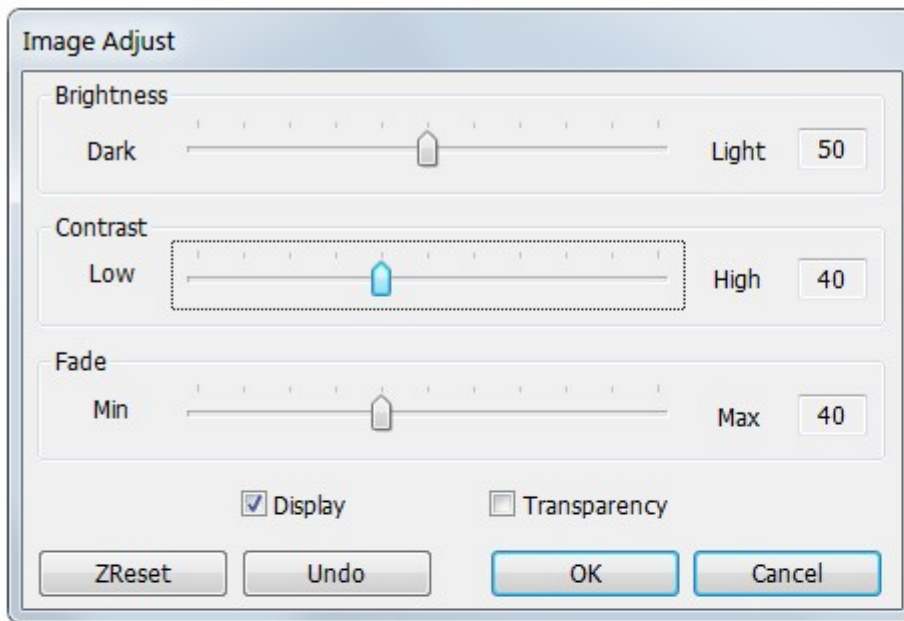 Image Adjust
Brightness
Dark Light 50
Contrast
Low High 40
Fade
Min Max 40
Display Transparency
ZReset Undo OK Cancel